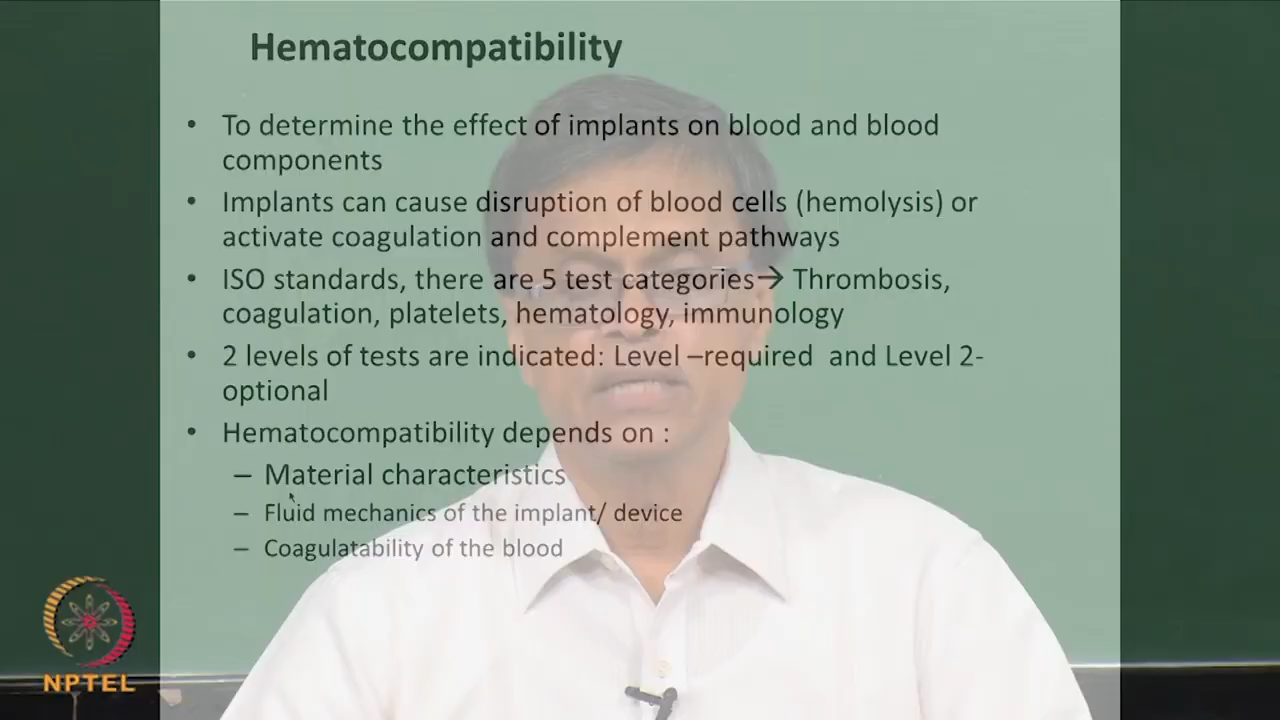 Hematocompatibility
• To determine the effect of implants on blood and blood
components
• Implants can cause disruption of blood cells (hemolysis) or
activate coagulation and complement pathways
• ISO standards, there are 5 test categories→ Thrombosis,
coagulation, platelets, hematology, immunology
• 2 levels of tests are indicated: Level –required and Level 2-
optional
• Hematocompatibility depends on :
– Material characteristics
– Fluid mechanics of the implant/ device
– Coagulatability of the blood
NPTEL